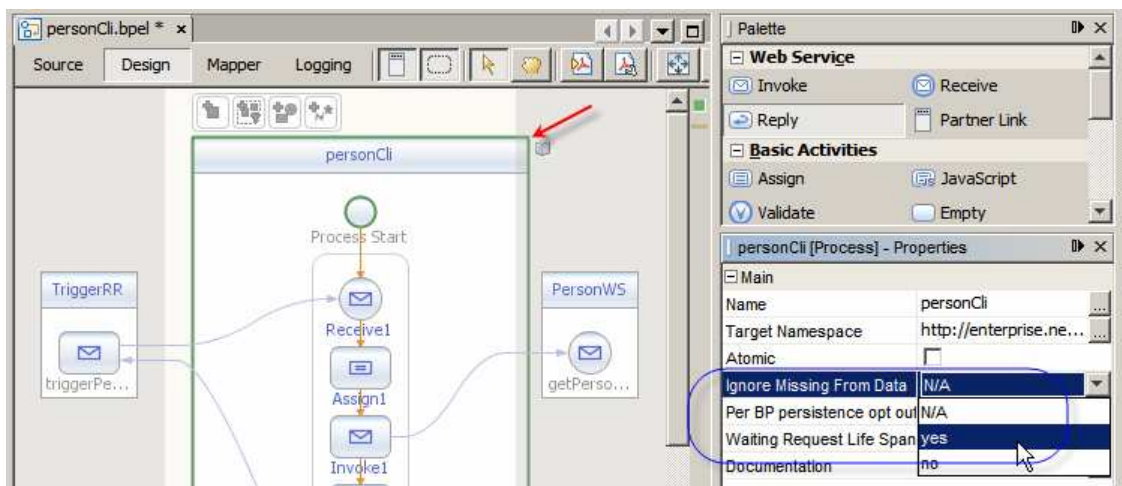 personCli.bpel * x
Source Design Mapper Logging
personCli
Process Start
Receive1
Assign1
Invoke1
TriggerRR
triggerPe...
PersonWS
getPerso...
Palette
Web Service
Invoke Receive
Reply Partner Link
Basic Activities
Assign JavaScript
Validate Empty
personCli [Process] - Properties
Main
Name personCli ...
Target Namespace http://enterprise.ne... ...
Atomic
Ignore Missing From Data N/A
Per BP persistence opt out N/A
Waiting Request Life Span yes
Documentation no